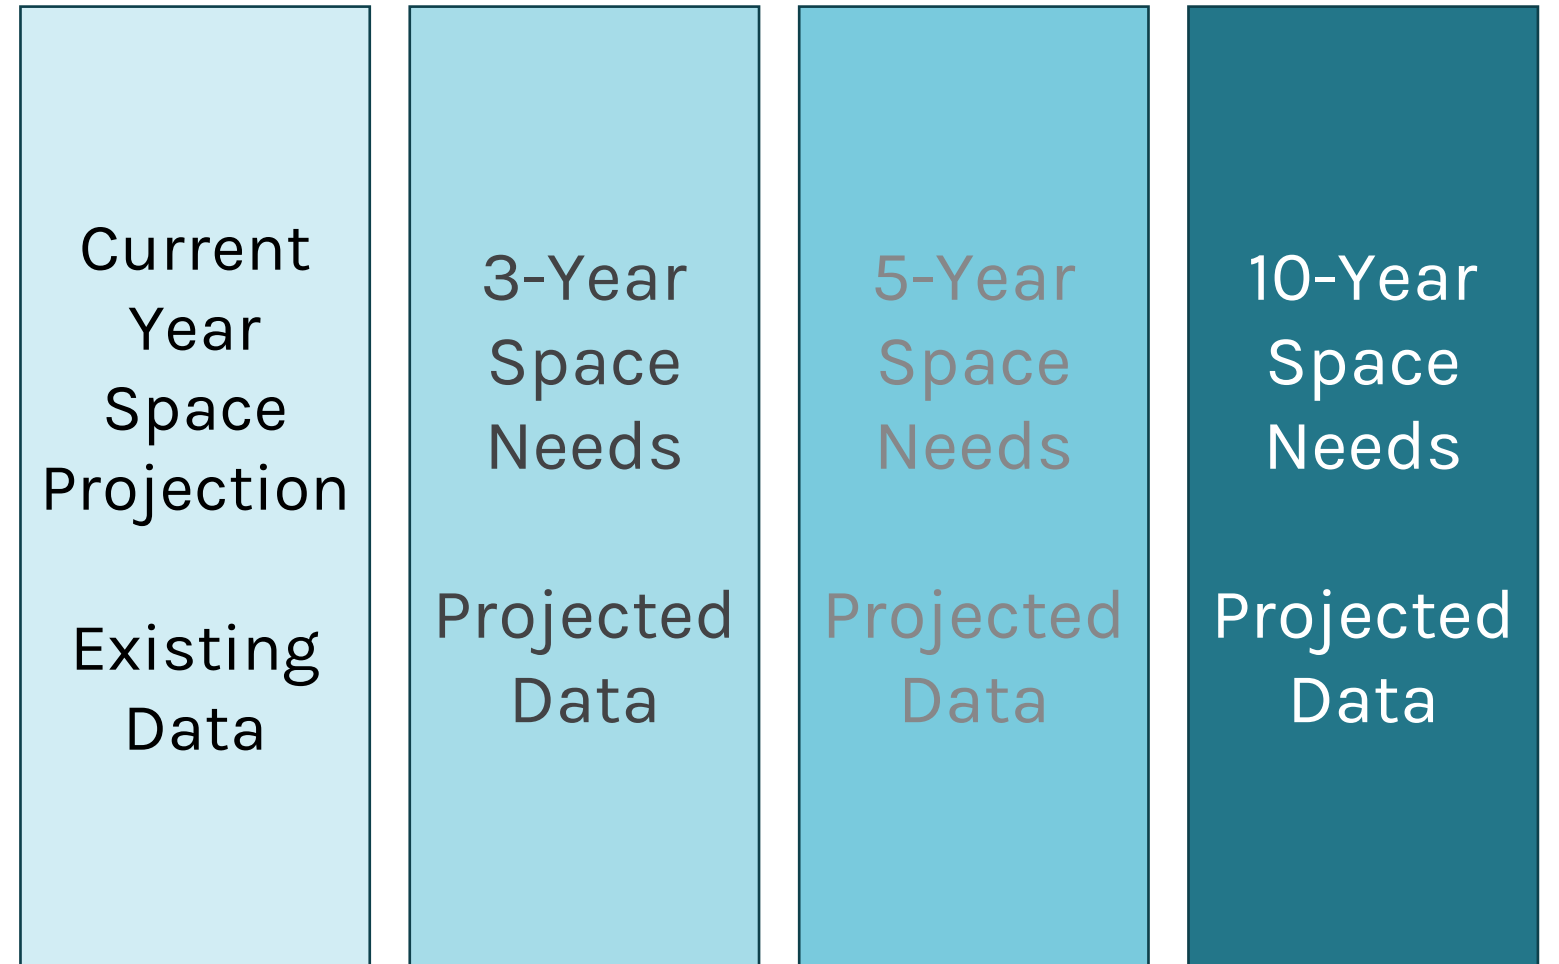 Current
Year
Space
Projection
Existing
Data
3-Year
Space
Needs
Projected
Data
5-Year
Space
Needs
Projected
Data
10-Year
Space
Needs
Projected
Data